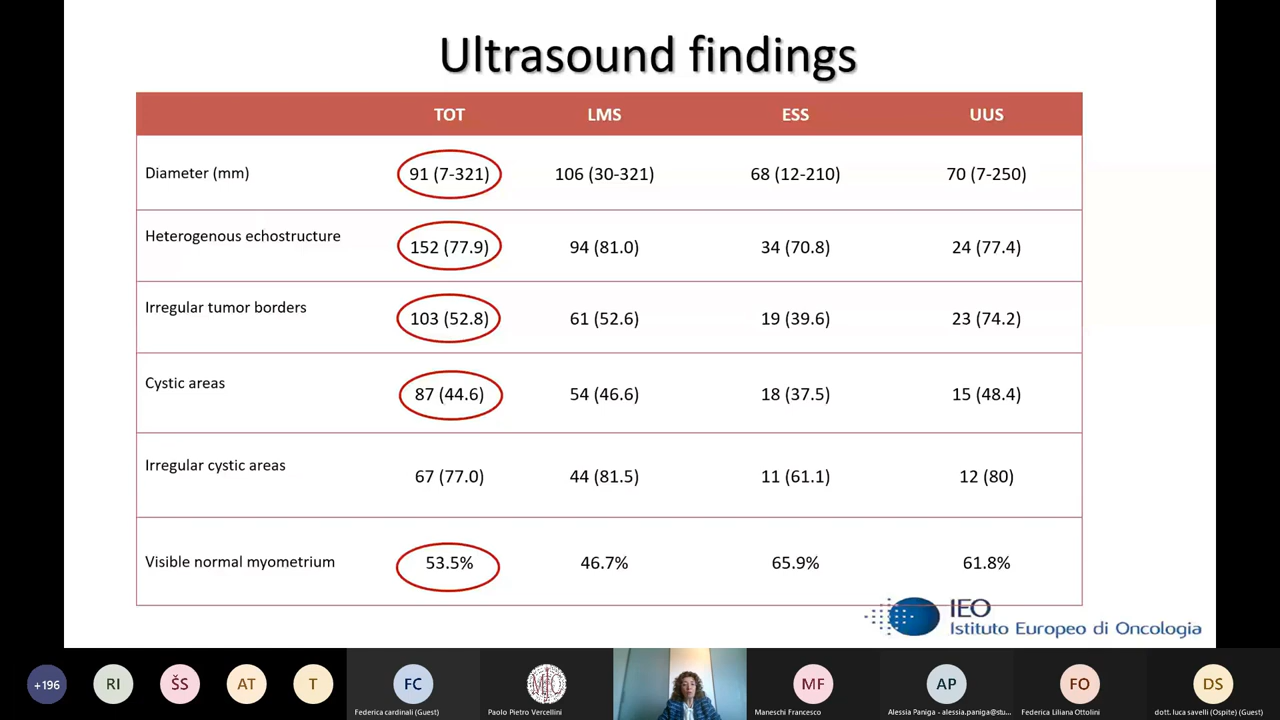 Ultrasound findings
TOT LMS ESS UUS
Diameter (mm) 91 (7-321) 106 (30-321) 68 (12-210) 70 (7-250)
Heterogenous echostructure 152 (77.9) 94 (81.0) 34 (70.8) 24 (77.4)
Irregular tumor borders 103 (52.8) 61 (52.6) 19 (39.6) 23 (74.2)
Cystic areas 87 (44.6) 54 (46.6) 18 (37.5) 15 (48.4)
Irregular cystic areas 67 (77.0) 44 (81.5) 11 (61.1) 12 (80)
Visible normal myometrium 53.5% 46.7% 65.9% 61.8%
IEO
Istituto Europeo di Oncologia
+196 RI ŠS AT T FC MF AP FO DS
Federica cardinali (Guest) Paolo Pietro Vercellini Maneschi Francesco Alessia Paniga - alessia.paniga@stu... Federica Liliana Ottolini dott. luca savelli (Ospite) (Guest)